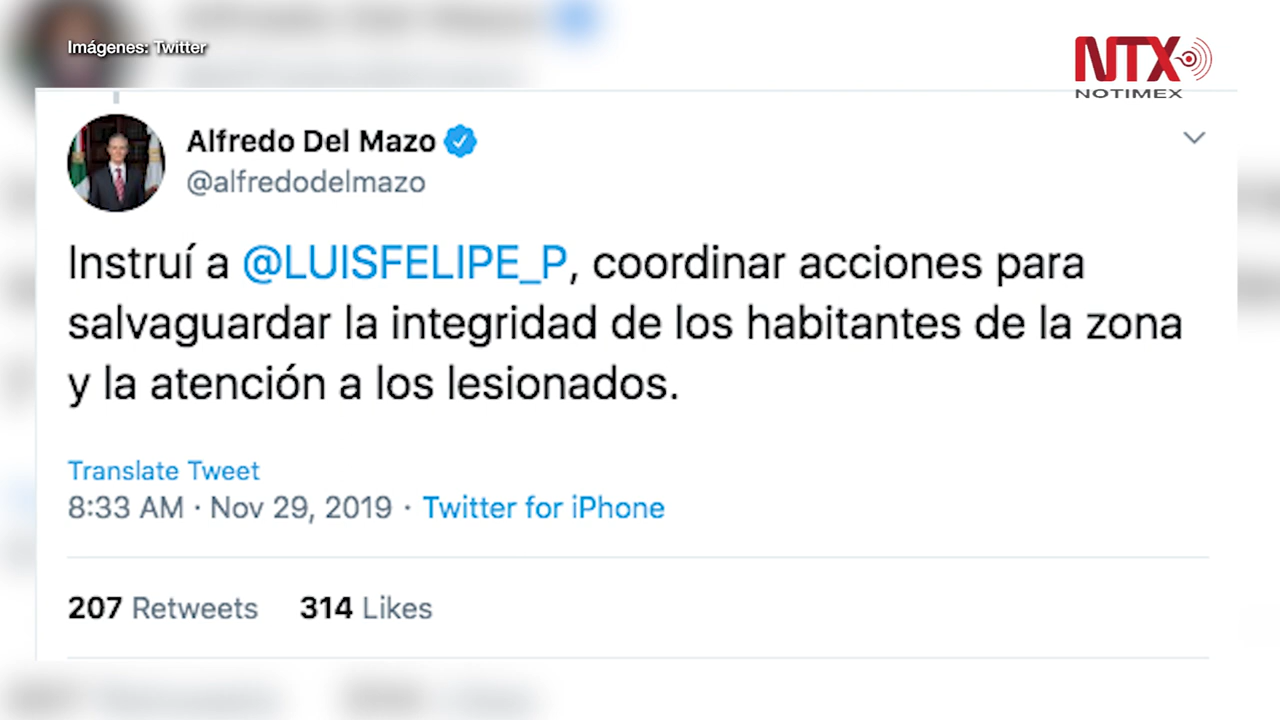 Imágenes: Twitter
NTX
NOTIMEX
Alfredo Del Mazo
@alfredodelmazo
Instruí a @LUISFELIPE_P, coordinar acciones para
salvaguardar la integridad de los habitantes de la zona
y la atención a los lesionados.
Translate Tweet
8:33 AM · Nov 29, 2019 · Twitter for iPhone
207 Retweets 314 Likes